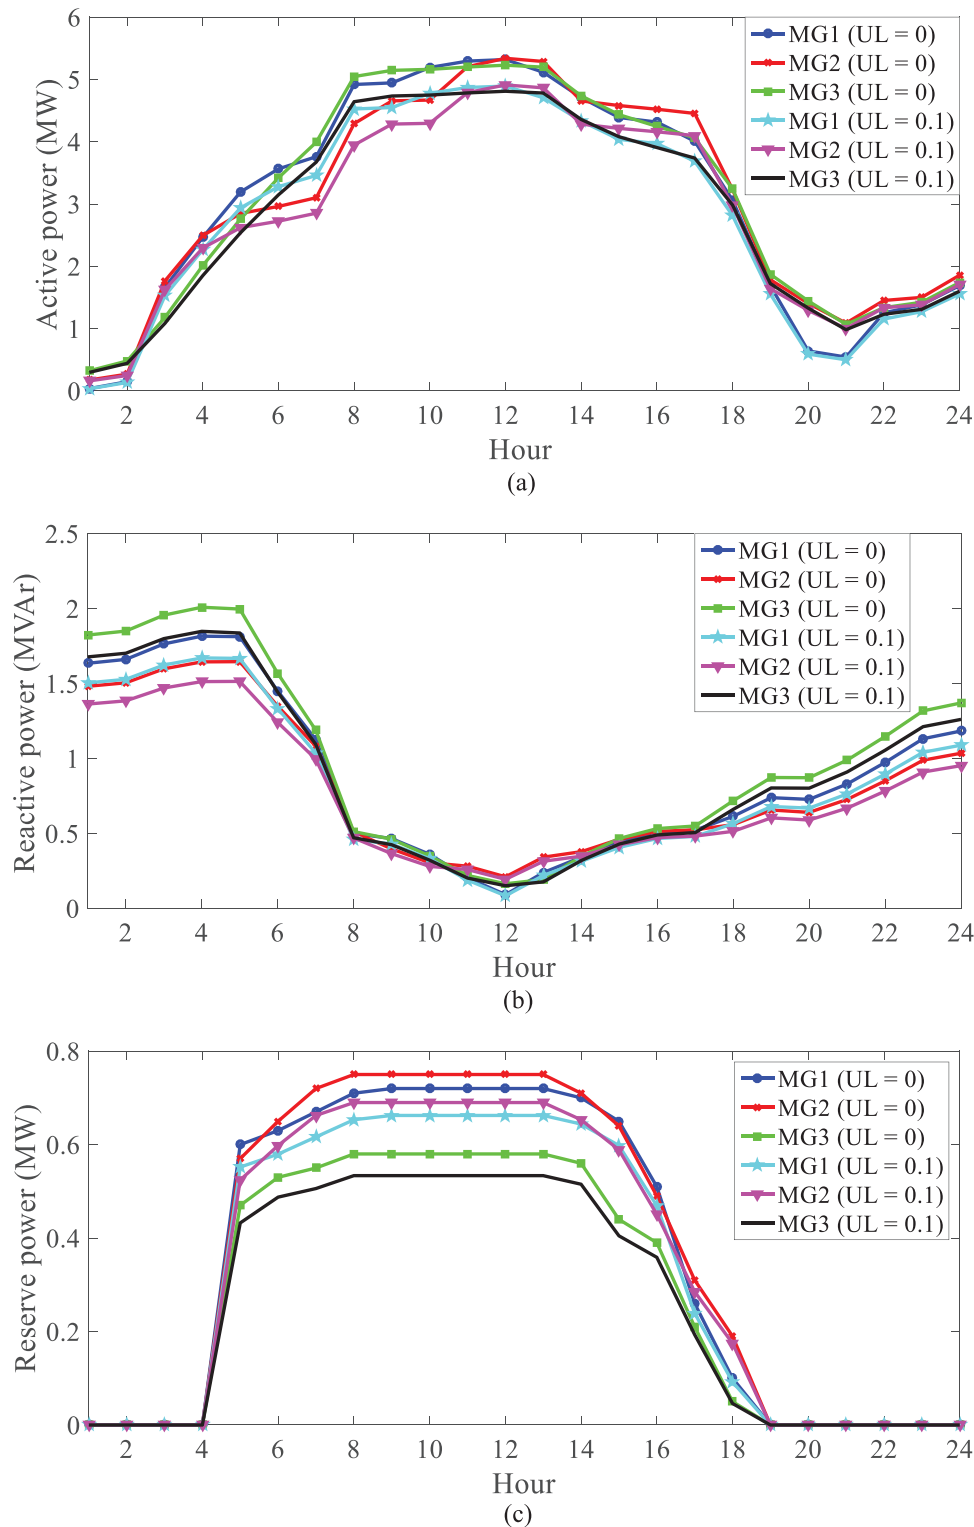 6
5
4
3
2
1
0
Active power (MW)
MG1 (UL = 0)
MG2 (UL = 0)
MG3 (UL = 0)
MG1 (UL = 0.1)
MG2 (UL = 0.1)
MG3 (UL = 0.1)
2 4 6 8 10 12 14 16 18 20 22 24
Hour
(a)
2.5
2
1.5
1
0.5
0
Reactive power (MVAr)
MG1 (UL = 0)
MG2 (UL = 0)
MG3 (UL = 0)
MG1 (UL = 0.1)
MG2 (UL = 0.1)
MG3 (UL = 0.1)
2 4 6 8 10 12 14 16 18 20 22 24
Hour
(b)
0.8
0.6
0.4
0.2
0
Reserve power (MW)
MG1 (UL = 0)
MG2 (UL = 0)
MG3 (UL = 0)
MG1 (UL = 0.1)
MG2 (UL = 0.1)
MG3 (UL = 0.1)
2 4 6 8 10 12 14 16 18 20 22 24
Hour
(c)